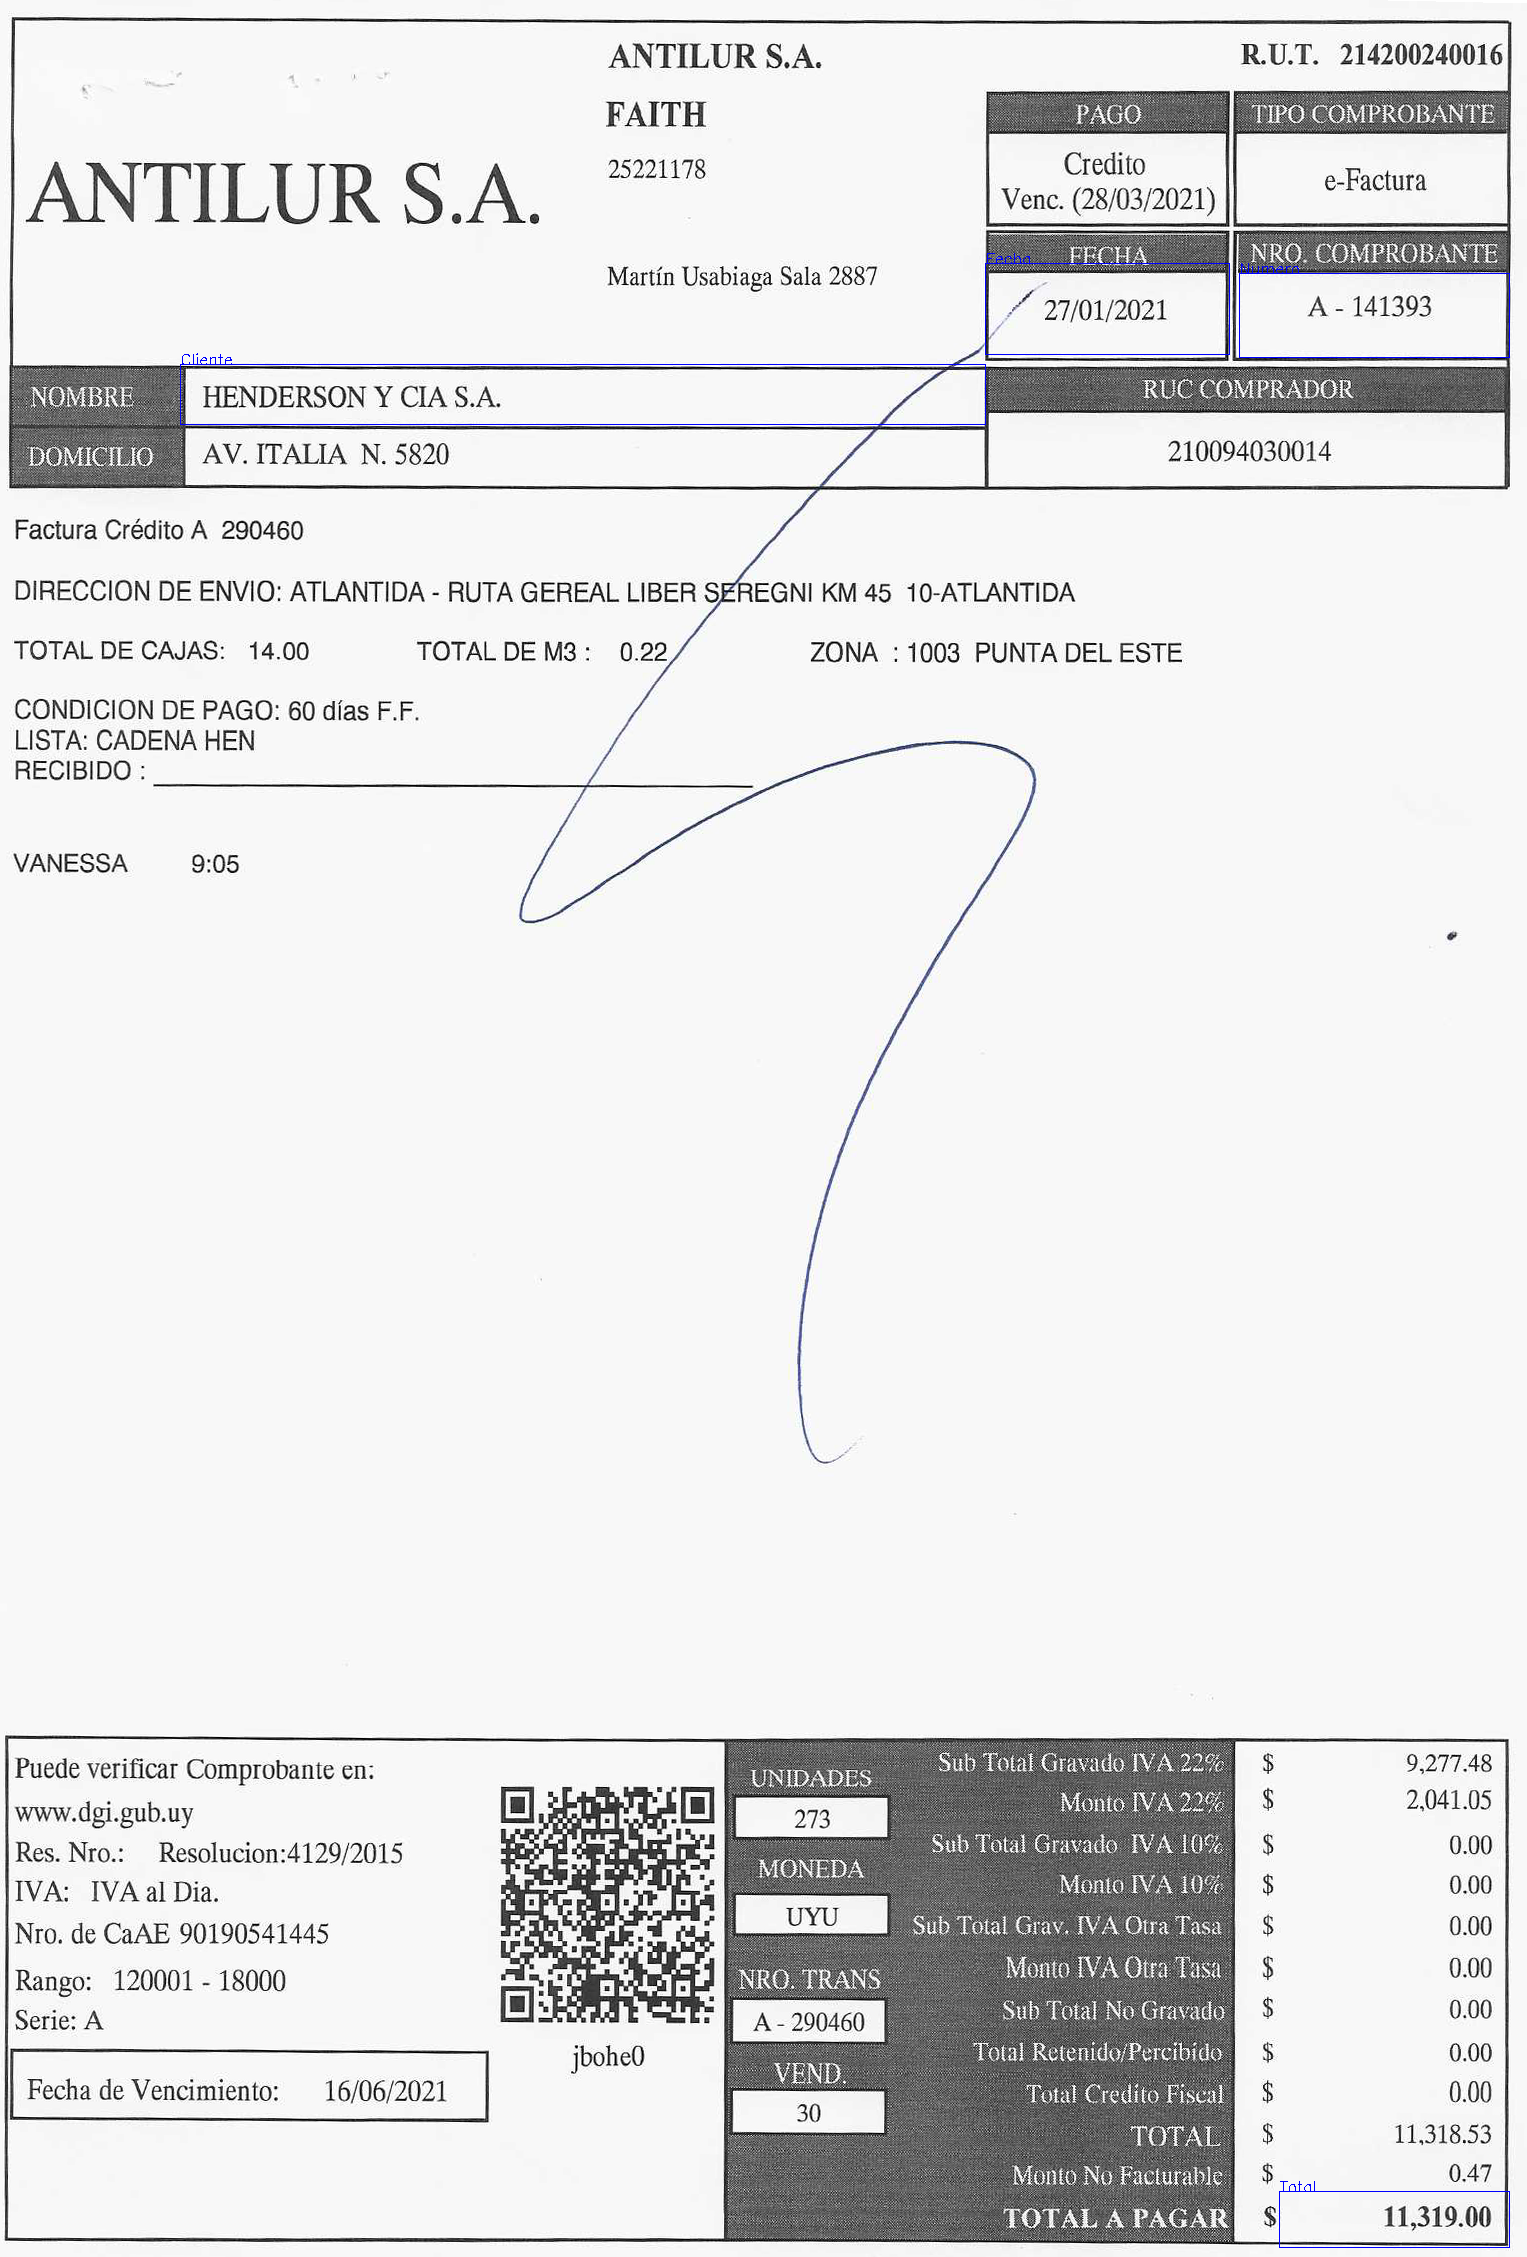 ANTILUR S.A.
R.U.T. 214200240016
FAITH
25221178
ANTILUR S.A.
Martín Usabiaga Sala 2887
PAGO
TIPO COMPROBANTE
Credito
Venc. (28/03/2021)
e-Factura
Fecha
FECHA
NRO. COMPROBANTE
Numero
27/01/2021
A - 141393
Cliente
NOMBRE HENDERSON Y CIA S.A.
RUC COMPRADOR
DOMICILIO AV. ITALIA N. 5820
210094030014
Factura Crédito A 290460
DIRECCION DE ENVIO: ATLANTIDA - RUTA GEREAL LIBER SEREGNI KM 45 10-ATLANTIDA
TOTAL DE CAJAS: 14.00 TOTAL DE M3 : 0.22 ZONA : 1003 PUNTA DEL ESTE
CONDICION DE PAGO: 60 días F.F.
LISTA: CADENA HEN
RECIBIDO :
VANESSA 9:05
Puede verificar Comprobante en:
www.dgi.gub.uy
Res. Nro.: Resolucion:4129/2015
IVA: IVA al Dia.
Nro. de CaAE 90190541445
Rango: 120001 - 18000
Serie: A
Fecha de Vencimiento: 16/06/2021
jbohe0
UNIDADES
273
MONEDA
UYU
NRO. TRANS
A - 290460
VEND.
30
Sub Total Gravado IVA 22% $ 9,277.48
Monto IVA 22% $ 2,041.05
Sub Total Gravado IVA 10% $ 0.00
Monto IVA 10% $ 0.00
Sub Total Grav. IVA Otra Tasa $ 0.00
Monto IVA Otra Tasa $ 0.00
Sub Total No Gravado $ 0.00
Total Retenido/Percibido $ 0.00
Total Credito Fiscal $ 0.00
TOTAL $ 11,318.53
Monto No Facturable $ 0.47
Total
TOTAL A PAGAR $ 11,319.00